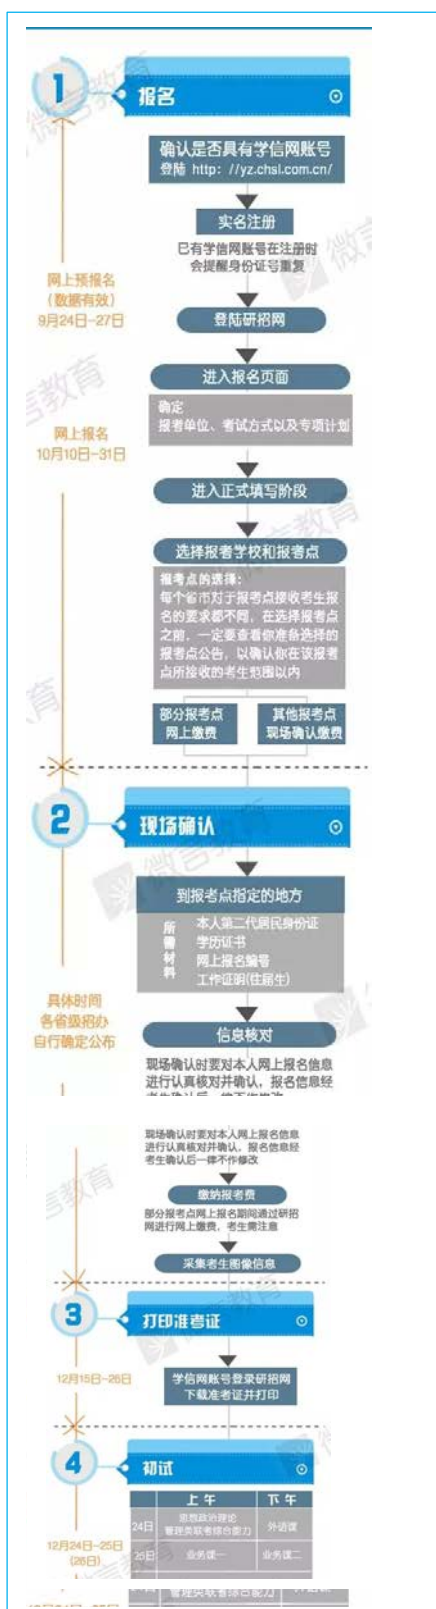 1
报名
确认是否具有学信网账号
登陆 http: //yz.chsl.com.cn/
实名注册
已有学信网账号在注册时
会提醒身份证号重复
网上预报名
(数据有效)
9月24日-27日
登陆研招网
进入报名页面
确定
报考单位、考试方式以及专项计划
网上报名
10月10日-31日
进入正式填写阶段
选择报考学校和报考点
报考点的选择:
每个省市对于报考点接收考生报
名的要求都不同，在选择报考点
之前，一定要查看你准备选择的
报考点公告，以确认你在该报考
点所接收的考生范围以内
部分报考点
网上缴费
其他报考点
现场确认缴费
2
现场确认
到报考点指定的地方
所需材料
本人第二代居民身份证
学历证书
网上报名编号
工作证明(往届生)
具体时间
各省级招办
自行确定公布
信息核对
现场确认时要对本人网上报名信息
进行认真核对并确认，报名信息经
现场确认时要对本人网上报名信息
进行认真核对并确认，报名信息经
考生确认后一律不作修改
缴纳报考费
部分报考点网上报名期间通过研招
网进行网上缴费，考生需注意
采集考生图像信息
3
打印准考证
12月15日-26日
学信网账号登录研招网
下载准考证并打印
4
初试
上午 下午
24日 思想政治理论 管理类联考综合能力 外语课
25日 业务课一 业务课二
12月24日-25日
(26日)
管理类联考综合能力
微言教育